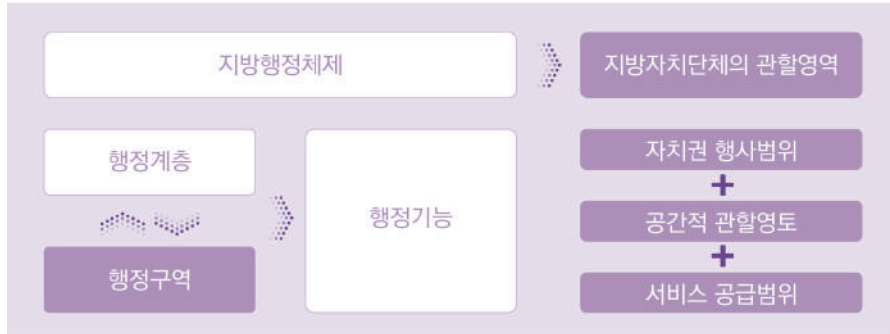 지방행정체제
지방자치단체의 관할영역
행정계층
행정구역
행정기능
자치권 행사범위
+
공간적 관할영토
+
서비스 공급범위